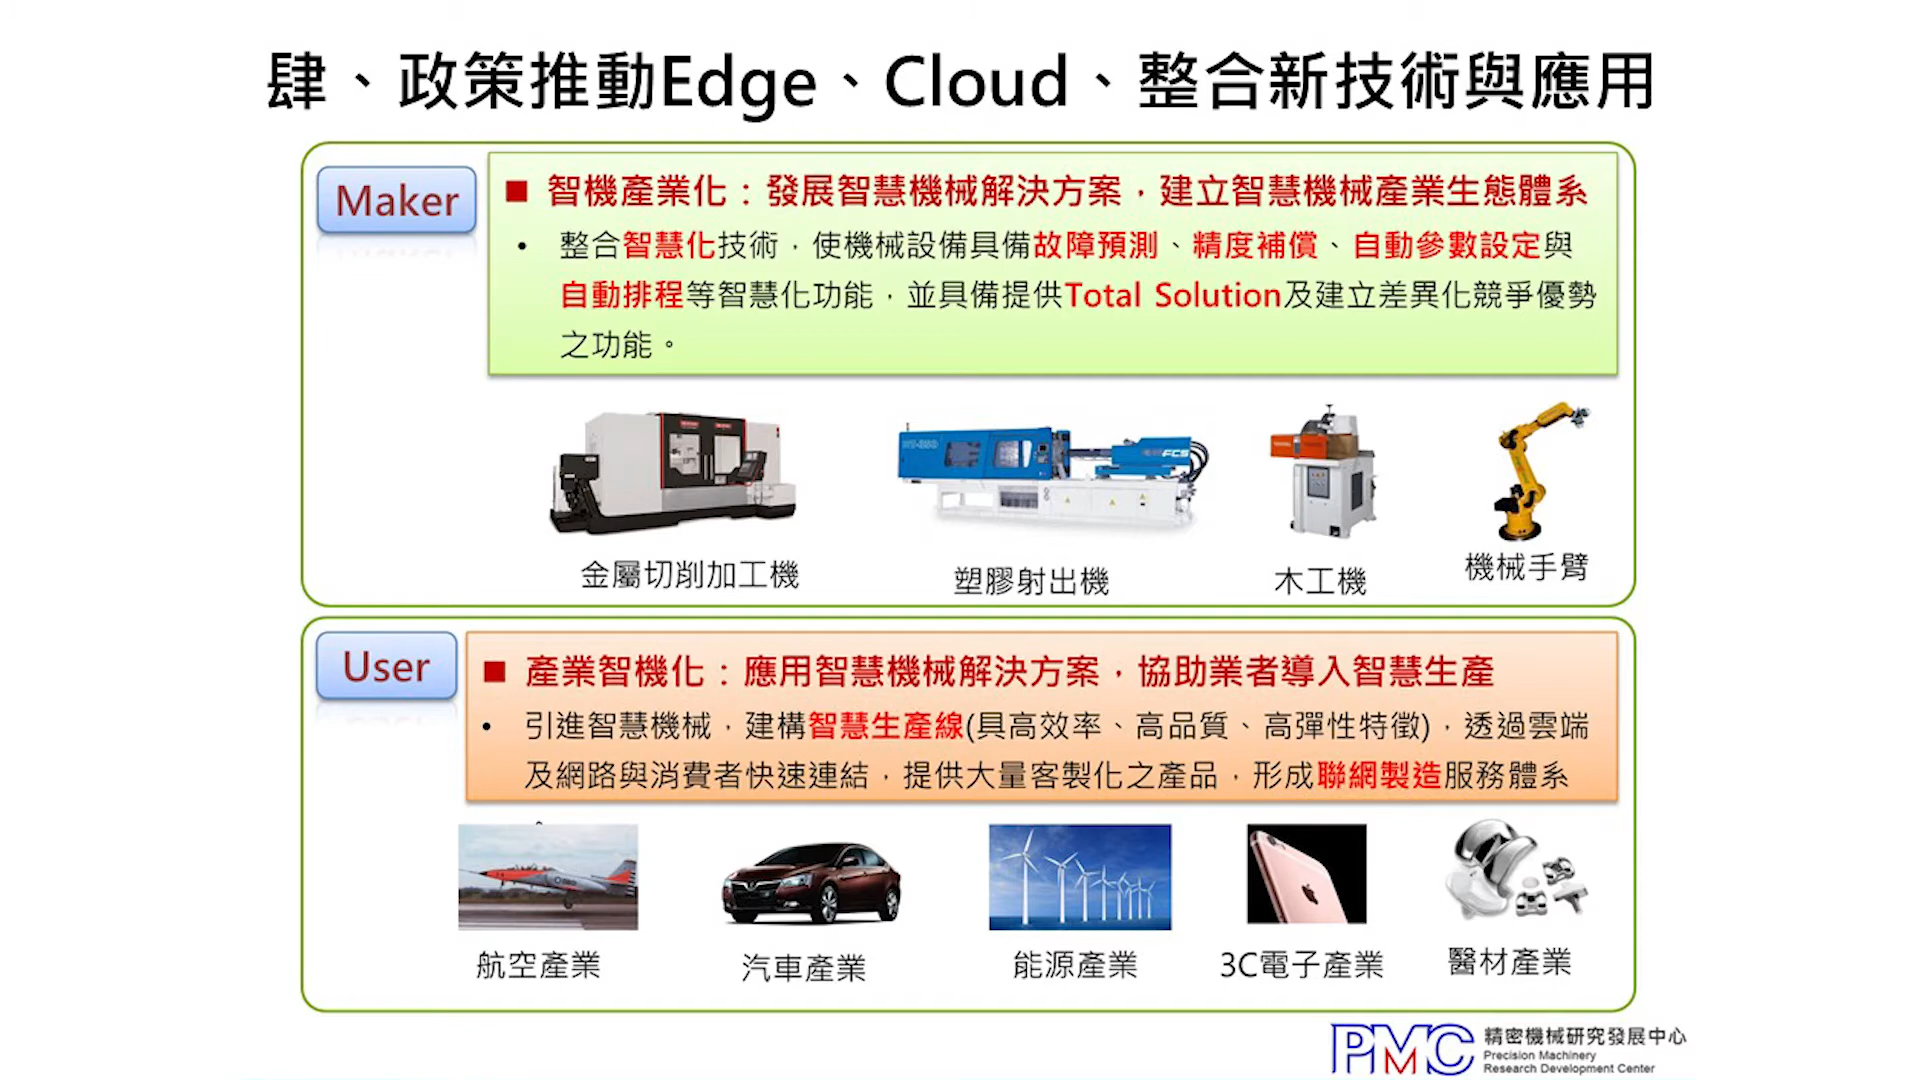 肆、政策推動Edge、Cloud、整合新技術與應用
Maker
■ 智機產業化：發展智慧機械解決方案，建立智慧機械產業生態體系
• 整合智慧化技術，使機械設備具備故障預測、精度補償、自動參數設定與
自動排程等智慧化功能，並具備提供Total Solution及建立差異化競爭優勢
之功能。
FCS
金屬切削加工機
塑膠射出機
木工機
機械手臂
User
■ 產業智機化：應用智慧機械解決方案，協助業者導入智慧生產
• 引進智慧機械，建構智慧生產線(具高效率、高品質、高彈性特徵)，透過雲端
及網路與消費者快速連結，提供大量客製化之產品，形成聯網製造服務體系
航空產業
汽車產業
能源產業
3C電子產業
醫材產業
PMC
精密機械研究發展中心
Precision Machinery
Research Development Center